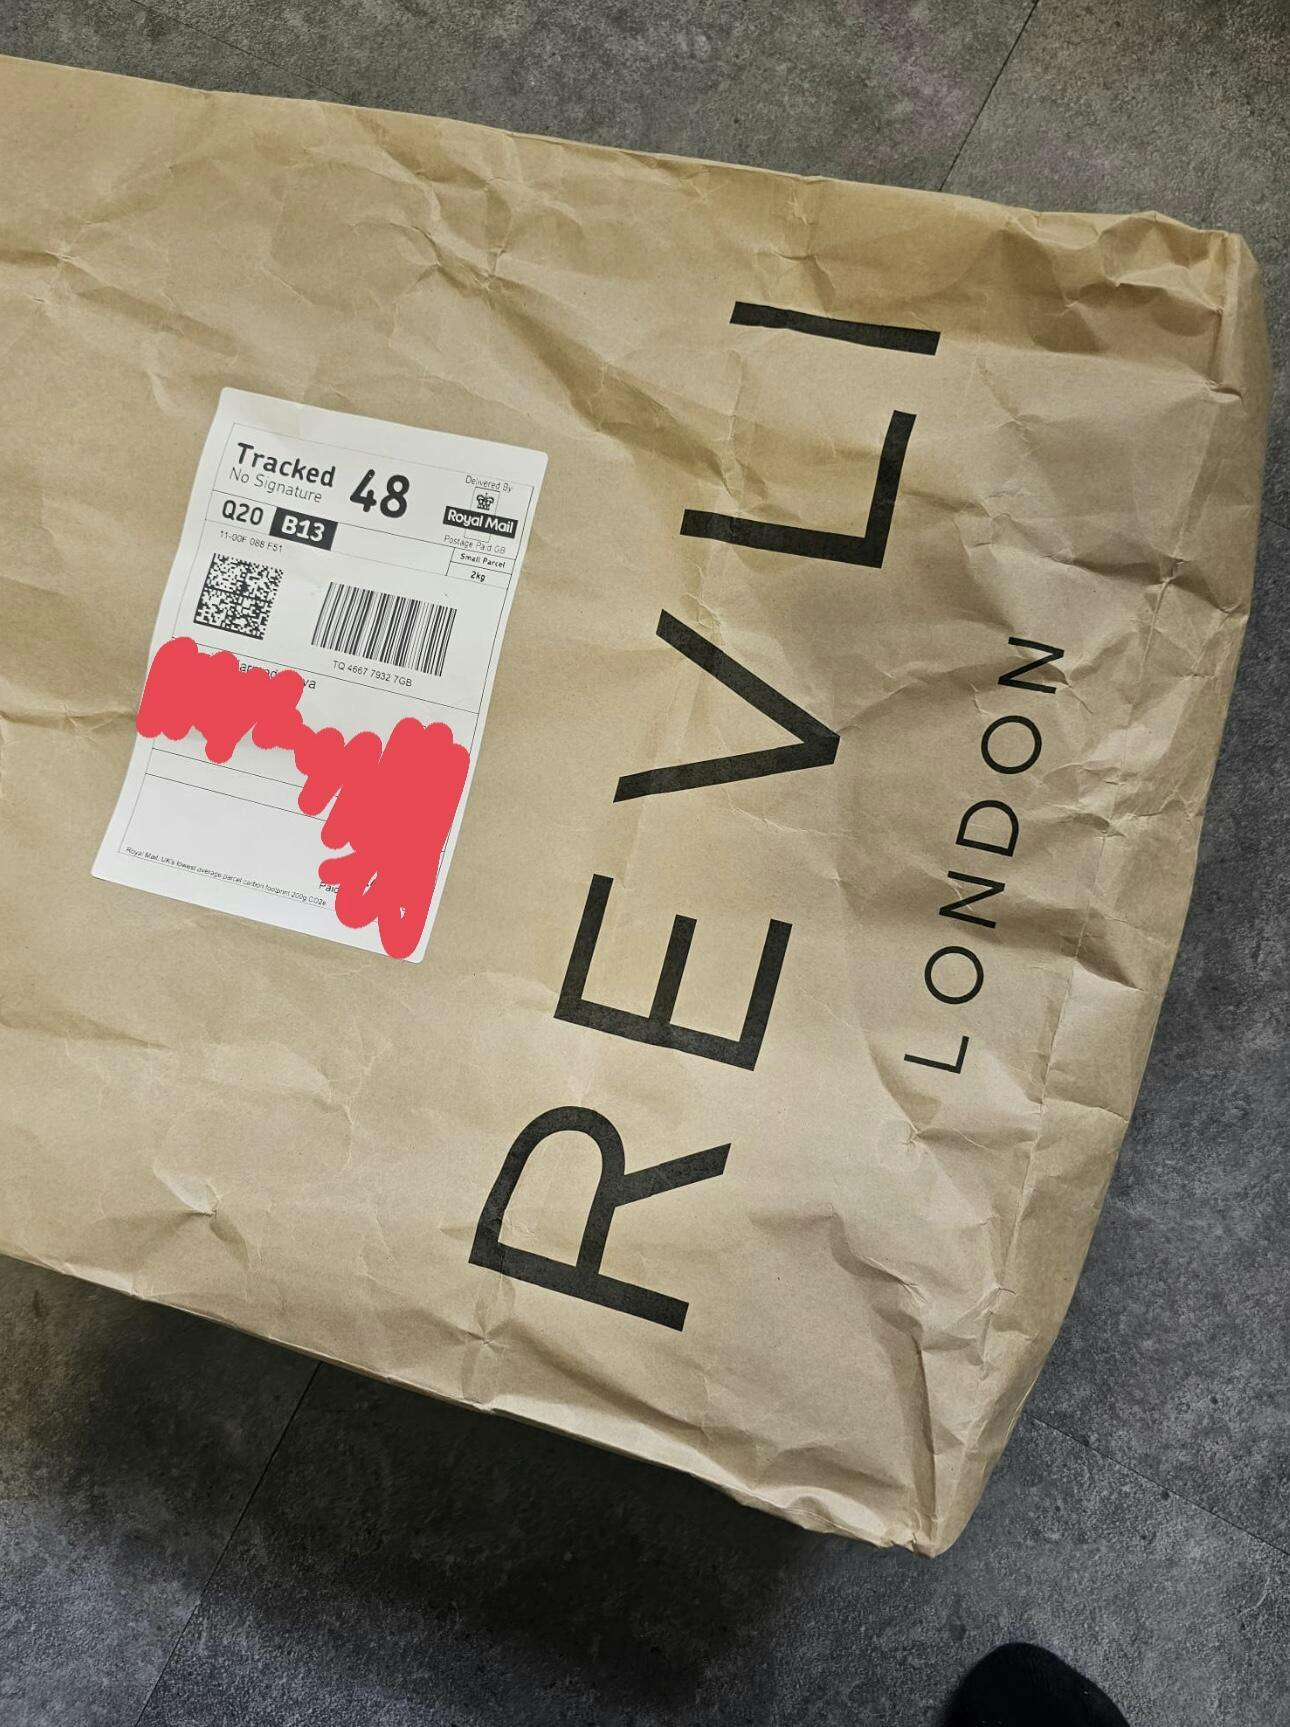 Tracked 48
No Signature
Delivered By
Royal Mail
Postage Paid GB
Q20 B13
Small Parcel
2kg
11-00F 088 F51
TQ 4667 7932 7GB
Royal Mail, UK's lowest average parcel carbon footprint 200g CO2e
REVLI
LONDON